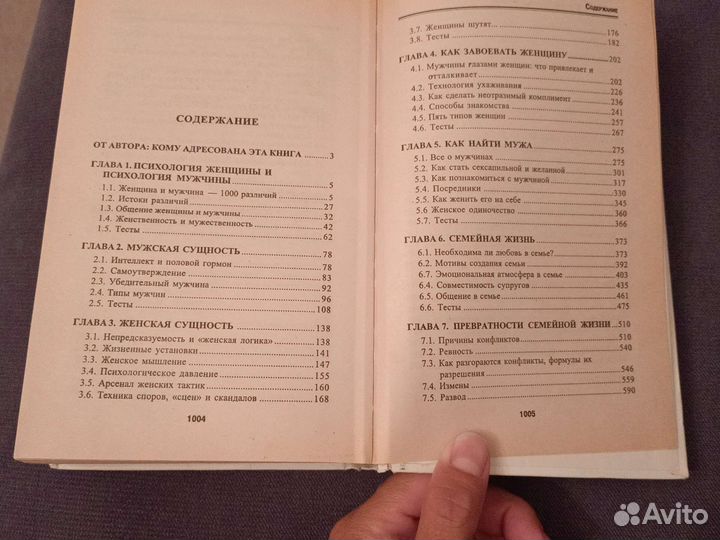 СОДЕРЖАНИЕ
ОТ АВТОРА: КОМУ АДРЕСОВАНА ЭТА КНИГА 3
ГЛАВА 1. ПСИХОЛОГИЯ ЖЕНЩИНЫ И
ПСИХОЛОГИЯ МУЖЧИНЫ 5
1.1. Женщина и мужчина — 1000 различий 5
1.2. Истоки различий 27
1.3. Общение женщины и мужчины 32
1.4. Женственность и мужественность 42
1.5. Тесты 62
ГЛАВА 2. МУЖСКАЯ СУЩНОСТЬ 78
2.1. Интеллект и половой гормон 78
2.2. Самоутверждение 83
2.3. Убедительный мужчина 92
2.4. Типы мужчин 96
2.5. Тесты 108
ГЛАВА 3. ЖЕНСКАЯ СУЩНОСТЬ 138
3.1. Непредсказуемость и «женская логика» 138
3.2. Жизненные установки 141
3.3. Женское мышление 147
3.4. Психологическое давление 155
3.5. Арсенал женских тактик 160
3.6. Техника споров, «сцен» и скандалов 168
1004
Содержание
3.7. Женщины шутят... 176
3.8. Тесты 182
ГЛАВА 4. КАК ЗАВОЕВАТЬ ЖЕНЩИНУ 202
4.1. Мужчины глазами женщин: что привлекает и
отталкивает 202
4.2. Технология ухаживания 226
4.3. Как сделать неотразимый комплимент 236
4.4. Способы знакомства 241
4.5. Пять типов женщин 261
4.6. Тесты 267
ГЛАВА 5. КАК НАЙТИ МУЖА 275
5.1. Все о мужчинах 275
5.2. Как стать сексапильной и желанной 301
5.3. Как познакомиться с мужчиной 317
5.4. Посредники 330
5.5. Как женить его на себе 345
5.6. Женское одиночество 360
5.7. Тесты 366
ГЛАВА 6. СЕМЕЙНАЯ ЖИЗНЬ 373
6.1. Необходима ли любовь в семье? 373
6.2. Мотивы создания семьи 392
6.7. Эмоциональная атмосфера в семье 403
6.4. Совместимость супругов 435
6.5. Общение в семье 461
6.6. Тесты 475
ГЛАВА 7. ПРЕВРАТНОСТИ СЕМЕЙНОЙ ЖИЗНИ 510
7.1. Причины конфликтов 510
7.2. Ревность 540
7.3. Как разгораются конфликты, формулы их
разрешения 546
7.4. Измены 559
7.5. Развод 590
1005
Avito